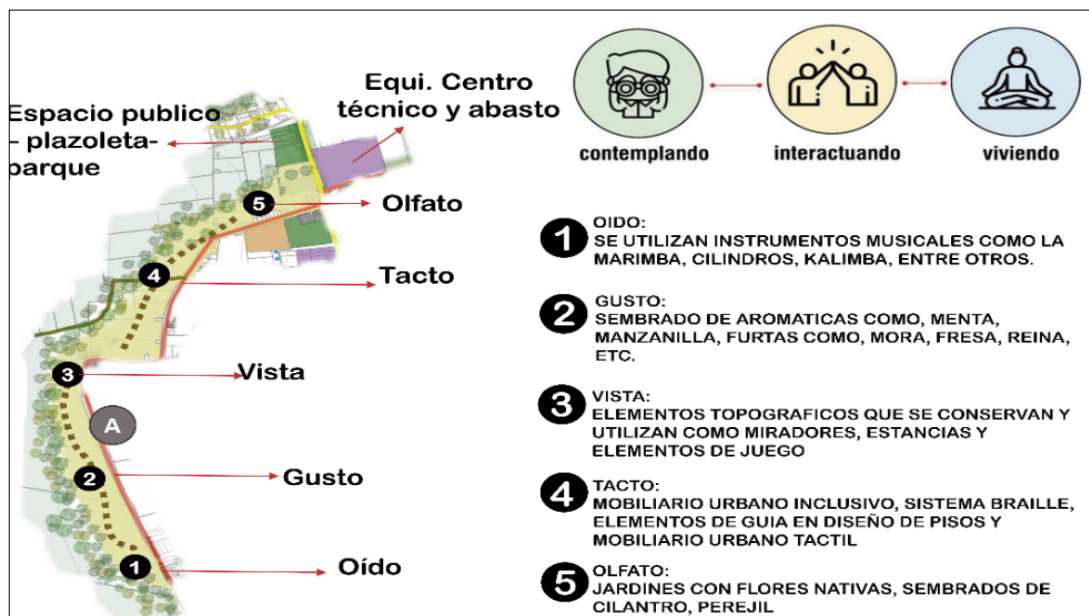 Espacio publico
- plazoleta-
parque
Equi. Centro
técnico y abasto
5
Olfato
4
Tacto
3
Vista
A
2
Gusto
1
Oído
contemplando
interactuando
viviendo
1
OIDO:
SE UTILIZAN INSTRUMENTOS MUSICALES COMO LA
MARIMBA, CILINDROS, KALIMBA, ENTRE OTROS.
2
GUSTO:
SEMBRADO DE AROMATICAS COMO, MENTA,
MANZANILLA, FURTAS COMO, MORA, FRESA, REINA,
ETC.
3
VISTA:
ELEMENTOS TOPOGRAFICOS QUE SE CONSERVAN Y
UTILIZAN COMO MIRADORES, ESTANCIAS Y
ELEMENTOS DE JUEGO
4
TACTO:
MOBILIARIO URBANO INCLUSIVO, SISTEMA BRAILLE,
ELEMENTOS DE GUIA EN DISEÑO DE PISOS Y
MOBILIARIO URBANO TACTIL
5
OLFATO:
JARDINES CON FLORES NATIVAS, SEMBRADOS DE
CILANTRO, PEREJIL